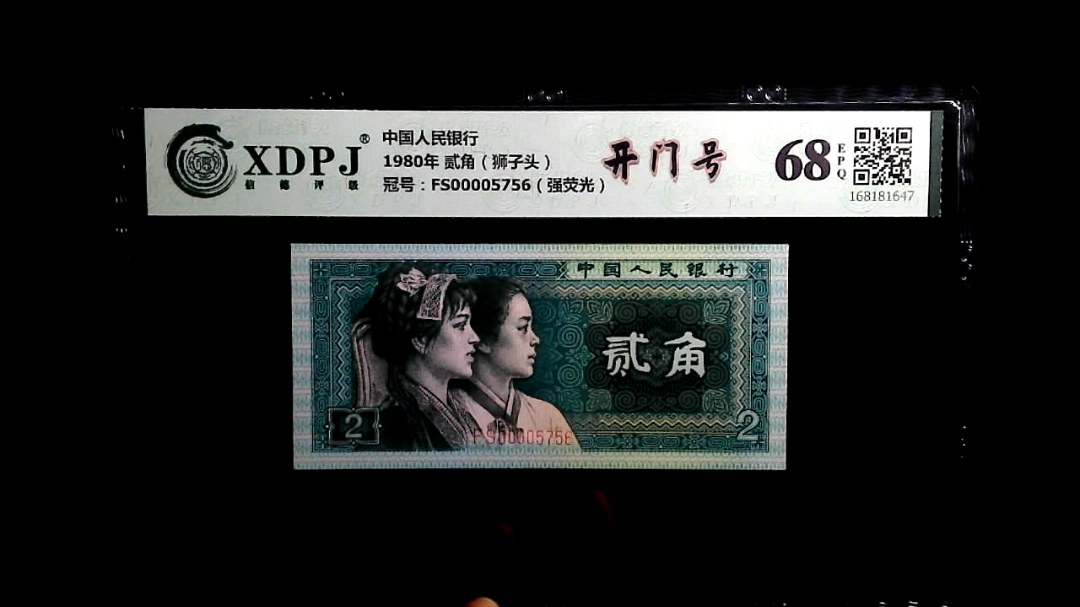 XDPJ®
信德评级
中国人民银行
1980年 贰角（狮子头）
冠号：FS00005756（强荧光）
开门号
68
EPQ
168181647
中国人民银行
贰角
2
FS00005756
2